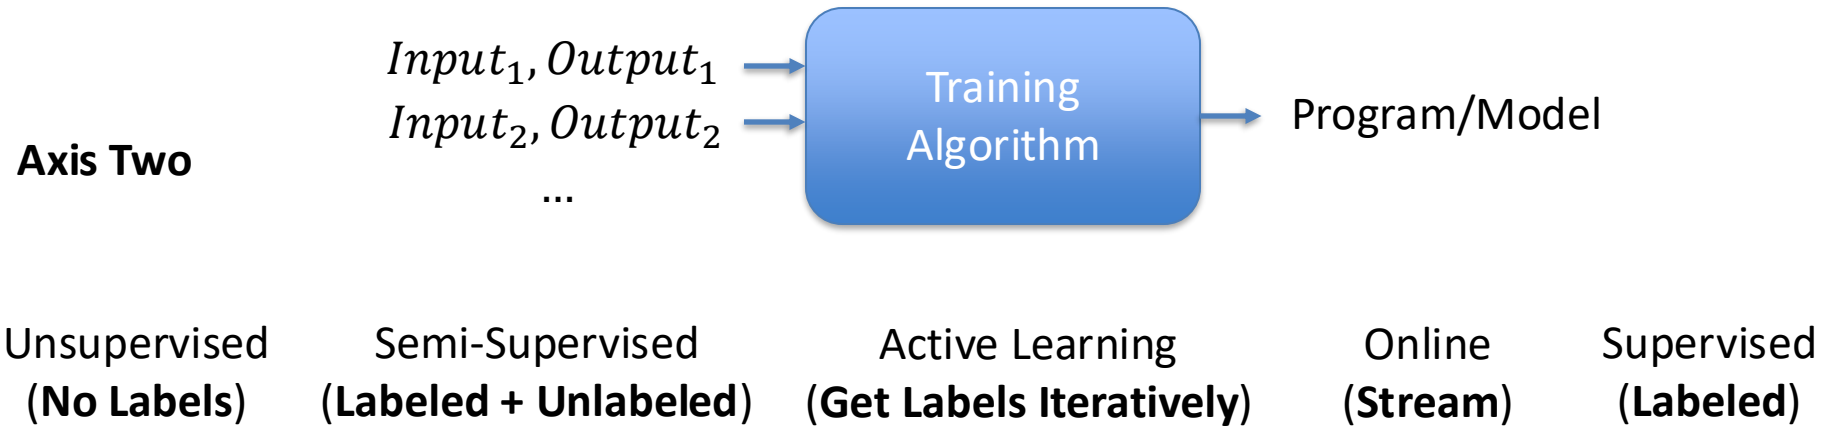 Input₁, Output₁
Input₂, Output₂
...
Axis Two
Training
Algorithm
Program/Model
Unsupervised
(No Labels)
Semi-Supervised
(Labeled + Unlabeled)
Active Learning
(Get Labels Iteratively)
Online
(Stream)
Supervised
(Labeled)